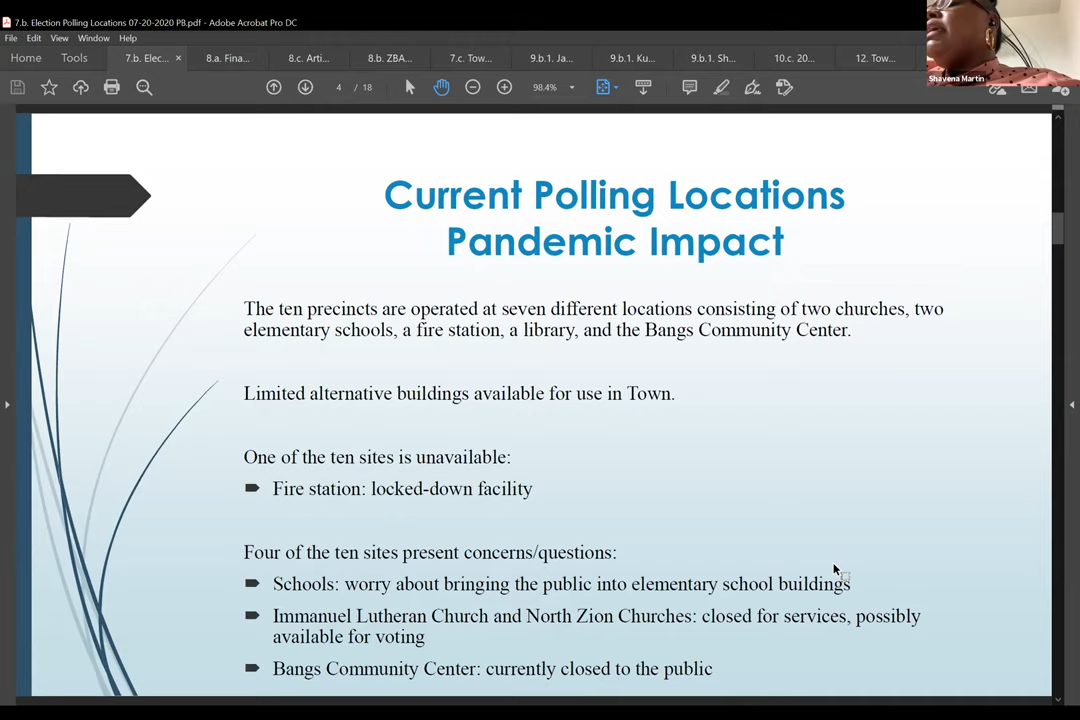 7.b. Election Polling Locations 07-20-2020 PB.pdf - Adobe Acrobat Pro DC
File Edit View Window Help
Home Tools 7.b. Elec... × 8.a. Fina... 8.c. Arti... 8.b. ZBA... 7.c. Tow... 9.b.1. Ja... 9.b.1. Ku... 9.b.1. Sh... 10.c. 20... 12. Tow...
Shavena Martin
4 / 18 98.4%
Current Polling Locations
Pandemic Impact
The ten precincts are operated at seven different locations consisting of two churches, two
elementary schools, a fire station, a library, and the Bangs Community Center.
Limited alternative buildings available for use in Town.
One of the ten sites is unavailable:
Fire station: locked-down facility
Four of the ten sites present concerns/questions:
Schools: worry about bringing the public into elementary school buildings
Immanuel Lutheran Church and North Zion Churches: closed for services, possibly
available for voting
Bangs Community Center: currently closed to the public